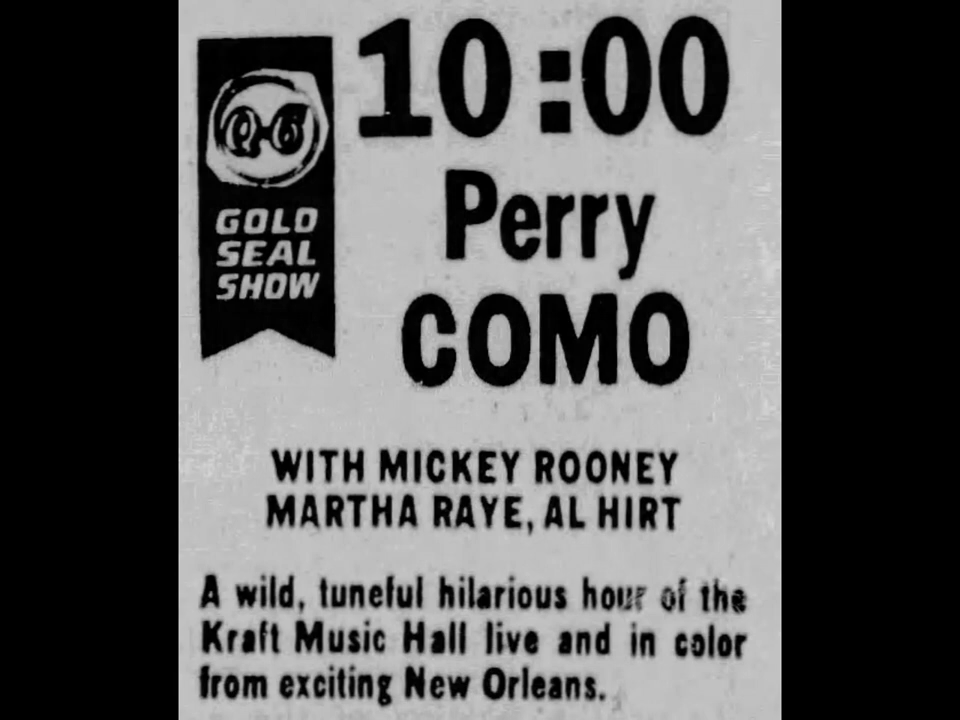 10:00
GOLD
SEAL
SHOW
Perry
COMO
WITH MICKEY ROONEY
MARTHA RAYE, AL HIRT
A wild, tuneful hilarious hour of the
Kraft Music Hall live and in color
from exciting New Orleans.